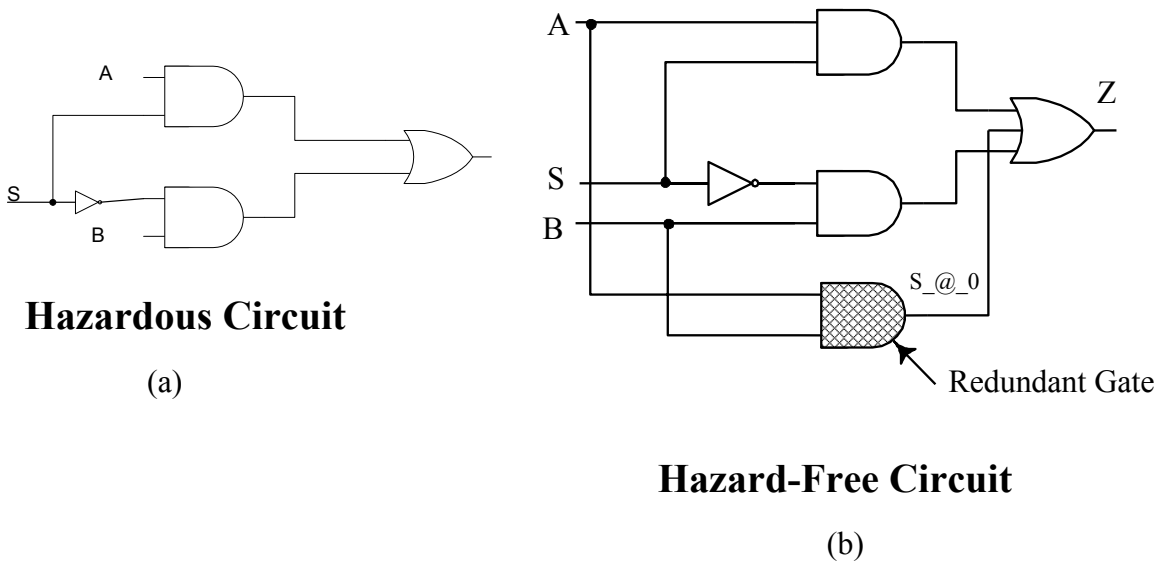 A
S
B
Hazardous Circuit
(a)
A
Z
S
B
S_@_0
Redundant Gate
Hazard-Free Circuit
(b)